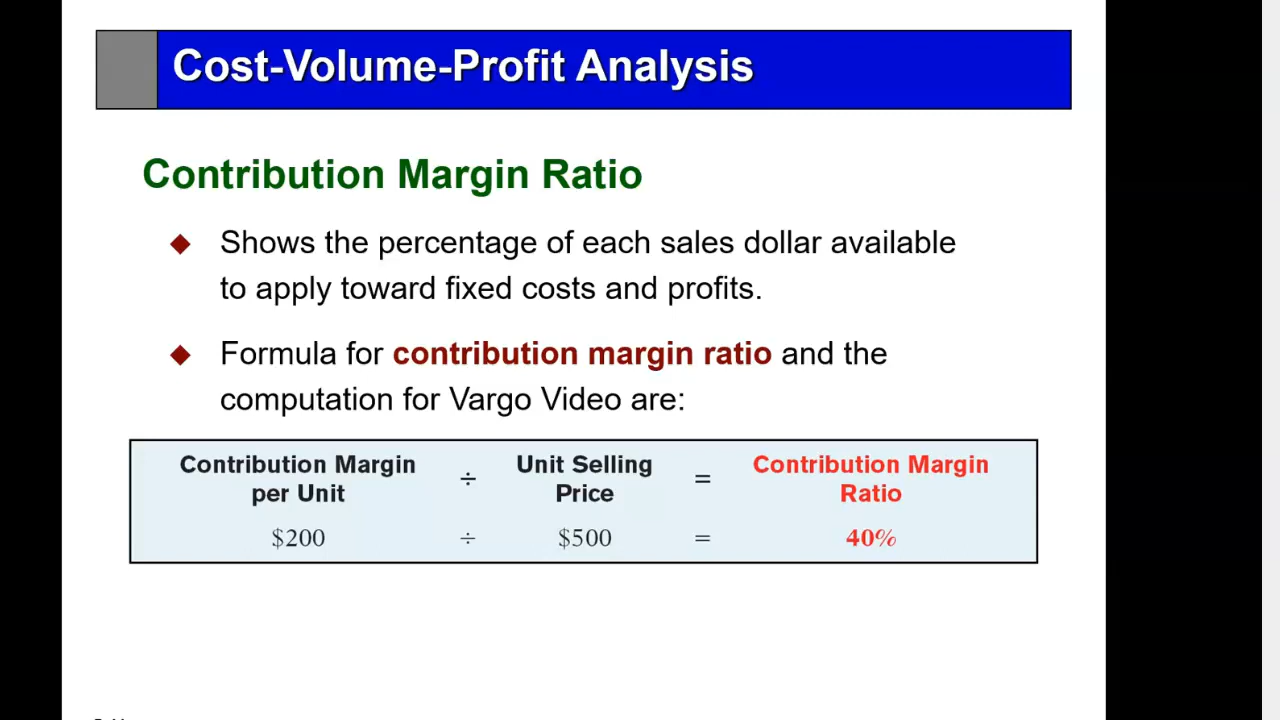 Cost-Volume-Profit Analysis
Contribution Margin Ratio
Shows the percentage of each sales dollar available
to apply toward fixed costs and profits.
Formula for contribution margin ratio and the
computation for Vargo Video are:
Contribution Margin per Unit ÷ Unit Selling Price = Contribution Margin Ratio
$200 ÷ $500 = 40%